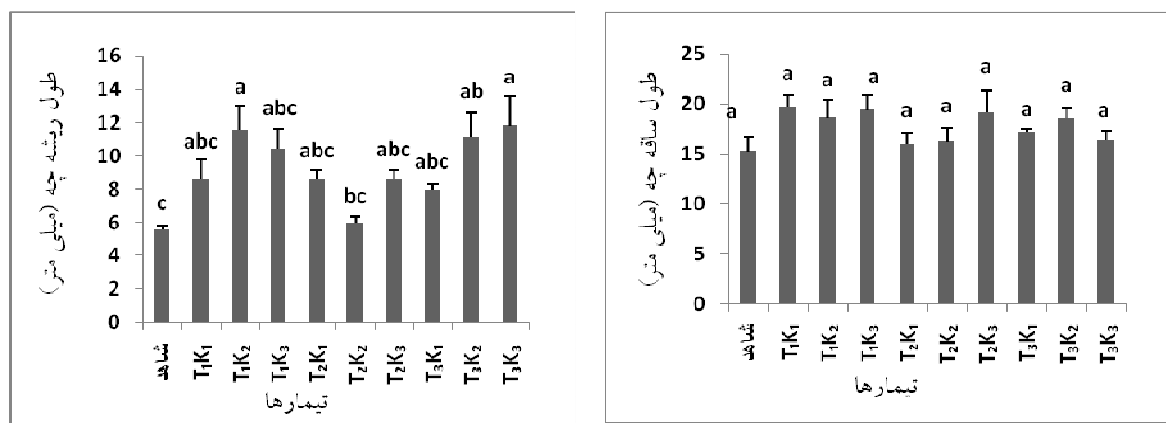 طول ریشه چه (میلی متر)
16
14
12
10
8
6
4
2
0
c
abc
a
abc
abc
bc
abc
abc
ab
a
شاهد
T₁K₁
T₁K₂
T₁K₃
T₂K₁
T₂K₂
T₂K₃
T₃K₁
T₃K₂
T₃K₃
تیمارها
طول ساقه چه (میلی متر)
25
20
15
10
5
0
a
a
a
a
a
a
a
a
a
a
شاهد
T₁K₁
T₁K₂
T₁K₃
T₂K₁
T₂K₂
T₂K₃
T₃K₁
T₃K₂
T₃K₃
تیمارها